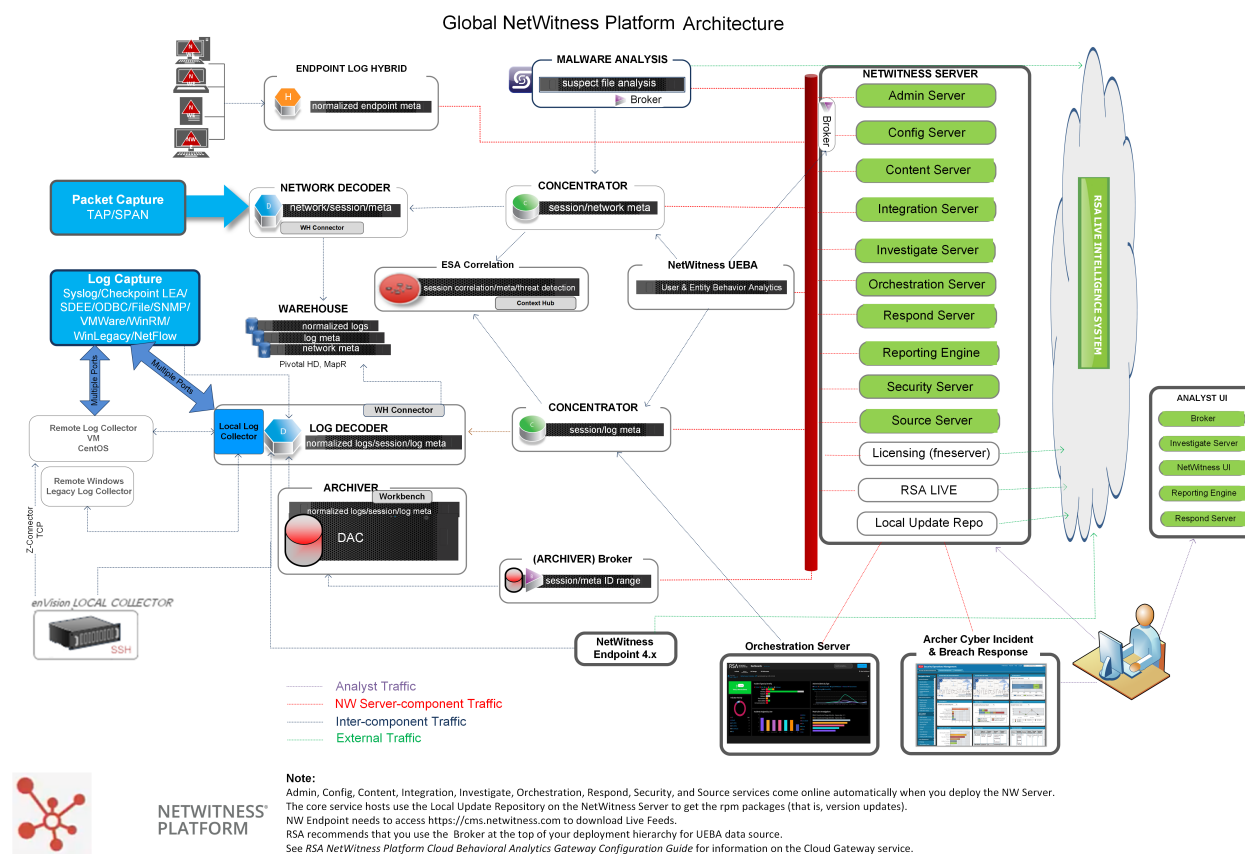 Global NetWitness Platform Architecture
ENDPOINT LOG HYBRID
H
normalized endpoint meta
N
N
N
NW
MALWARE ANALYSIS
suspect file analysis
Broker
NETWITNESS SERVER
Broker
Admin Server
Config Server
Content Server
Integration Server
Investigate Server
Orchestration Server
Respond Server
Reporting Engine
Security Server
Source Server
Licensing (fneserver)
RSA LIVE
Local Update Repo
RSA LIVE INTELLIGENCE SYSTEM
ANALYST UI
Broker
Investigate Server
NetWitness UI
Reporting Engine
Respond Server
Packet Capture
TAP/SPAN
NETWORK DECODER
D
network/session/meta
WH Connector
CONCENTRATOR
C
session/network meta
ESA Correlation
session correlation/meta/threat detection
Context Hub
NetWitness UEBA
User & Entity Behavior Analytics
Log Capture
Syslog/Checkpoint LEA/
SDEE/ODBC/File/SNMP/
VMWare/WinRM/
WinLegacy/NetFlow
WAREHOUSE
normalized logs
log meta
network meta
Pivotal HD, MapR
Multiple Ports
Multiple Ports
Remote Log Collector
VM
CentOS
Remote Windows
Legacy Log Collector
Local Log
Collector
WH Connector
D
LOG DECODER
normalized logs/session/log meta
CONCENTRATOR
C
session/log meta
ARCHIVER
Workbench
normalized logs/session/log meta
DAC
Z-Connector
TCP
(ARCHIVER) Broker
session/meta ID range
enVision LOCAL COLLECTOR
SSH
NetWitness
Endpoint 4.x
Orchestration Server
RSA
Archer Cyber Incident
& Breach Response
Analyst Traffic
NW Server-component Traffic
Inter-component Traffic
External Traffic
NETWITNESS®
PLATFORM
Note:
Admin, Config, Content, Integration, Investigate, Orchestration, Respond, Security, and Source services come online automatically when you deploy the NW Server.
The core service hosts use the Local Update Repository on the NetWitness Server to get the rpm packages (that is, version updates).
NW Endpoint needs to access https://cms.netwitness.com to download Live Feeds.
RSA recommends that you use the Broker at the top of your deployment hierarchy for UEBA data source.
See RSA NetWitness Platform Cloud Behavioral Analytics Gateway Configuration Guide for information on the Cloud Gateway service.